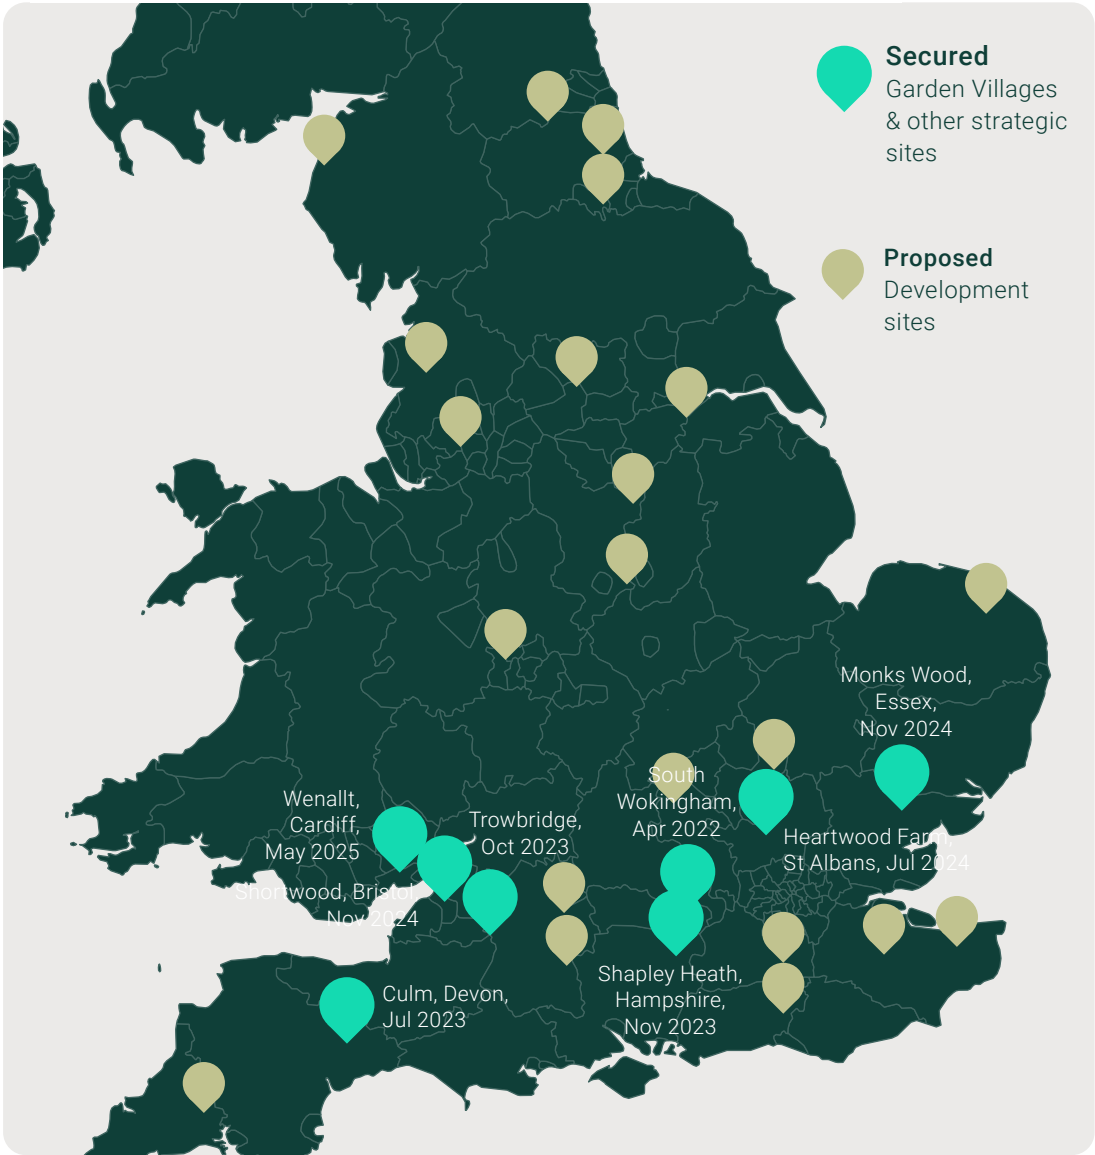 Secured
Garden Villages
& other strategic
sites
Proposed
Development
sites
Monks Wood,
Essex,
Nov 2024
South
Wokingham,
Apr 2022
Wenallt,
Cardiff,
May 2025
Trowbridge,
Oct 2023
Heartwood Farm,
St Albans, Jul 2024
Shortwood, Bristol,
Nov 2024
Shapley Heath,
Hampshire,
Nov 2023
Culm, Devon,
Jul 2023